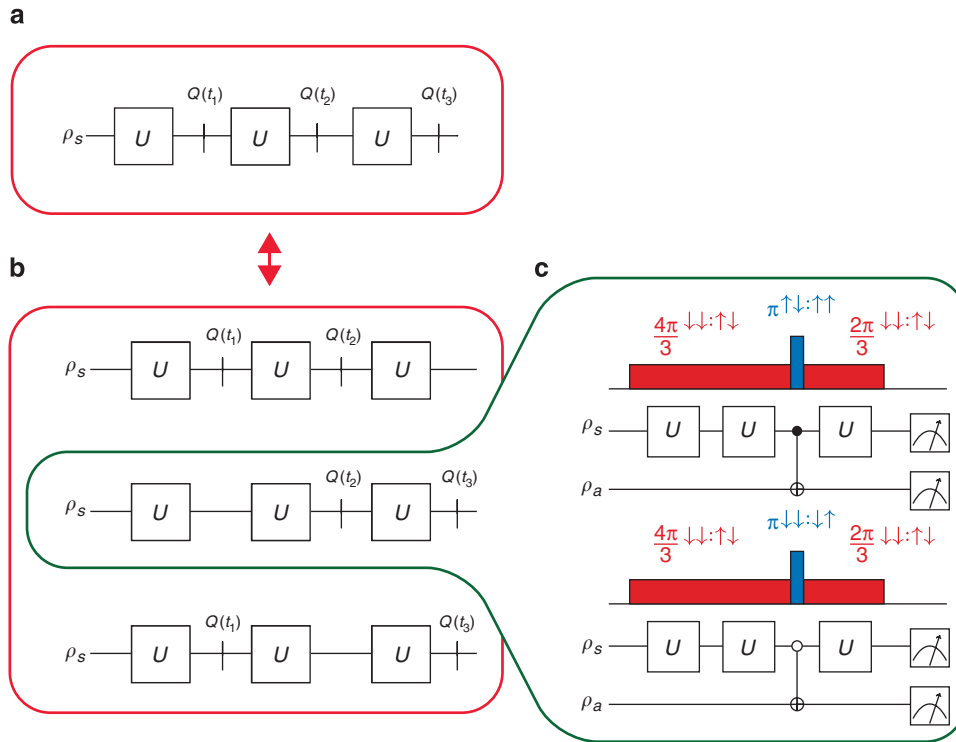 a
Q(t₁) Q(t₂) Q(t₃)
ρₛ U U U
b
Q(t₁) Q(t₂)
ρₛ U U U
Q(t₂) Q(t₃)
ρₛ U U U
Q(t₁) Q(t₃)
ρₛ U U U
c
4π/3 ↓↓:↑↓ π↑↓:↑↑ 2π/3 ↓↓:↑↓
ρₛ U U U
ρₐ
4π/3 ↓↓:↑↓ π↓↓:↓↑ 2π/3 ↓↓:↑↓
ρₛ U U U
ρₐ